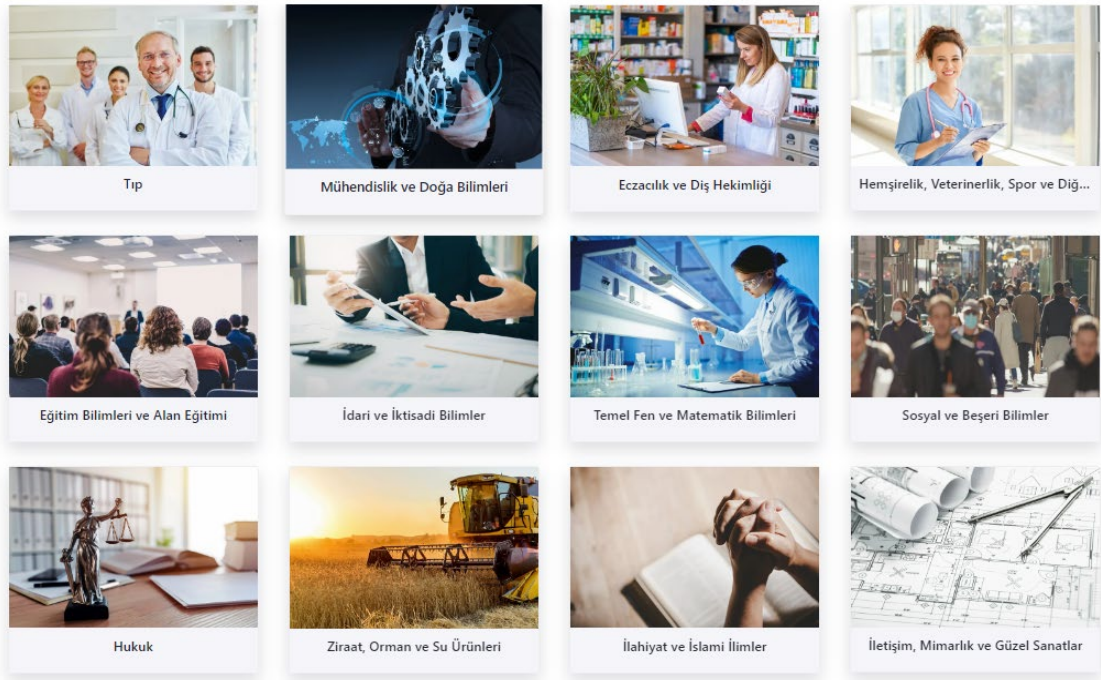 Tıp
Mühendislik ve Doğa Bilimleri
Eczacılık ve Diş Hekimliği
Hemşirelik, Veterinerlik, Spor ve Diğ...
Eğitim Bilimleri ve Alan Eğitimi
İdari ve İktisadi Bilimler
Temel Fen ve Matematik Bilimleri
Sosyal ve Beşeri Bilimler
Hukuk
Ziraat, Orman ve Su Ürünleri
İlahiyat ve İslami İlimler
İletişim, Mimarlık ve Güzel Sanatlar